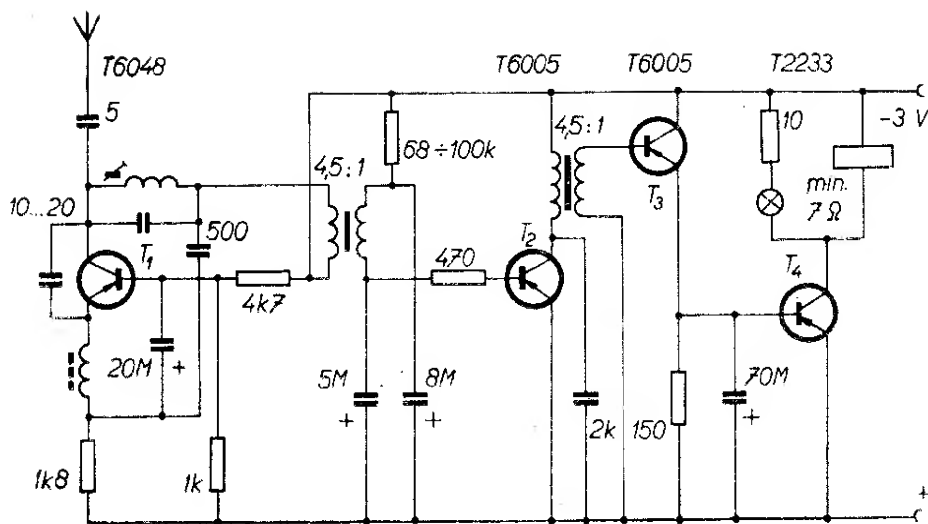 T6048
T6005
T6005
T2233
5
10
-3 V
68÷100k
4,5:1
4,5:1
T3
min.
7 Ω
10...20
500
T1
T2
T4
470
4k7
20M
+
5M
+
8M
+
2k
150
70M
+
1k8
1k
+